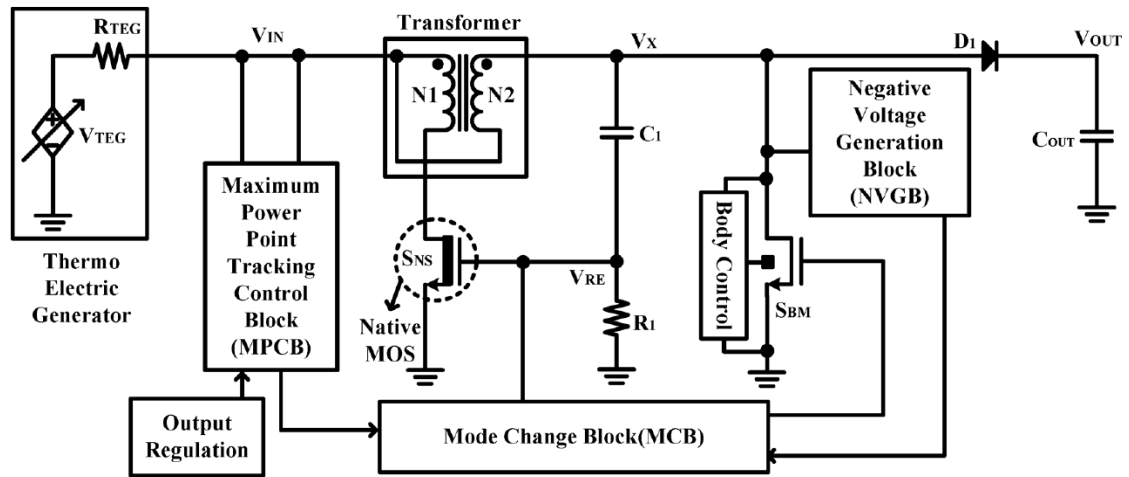 RTEG
VTEG
Thermo
Electric
Generator
VIN
Maximum
Power
Point
Tracking
Control
Block
(MPCB)
Output
Regulation
Transformer
N1
N2
SNS
Native
MOS
VX
C1
VRE
R1
Body Control
SBM
D1
Negative
Voltage
Generation
Block
(NVGB)
VOUT
COUT
Mode Change Block(MCB)